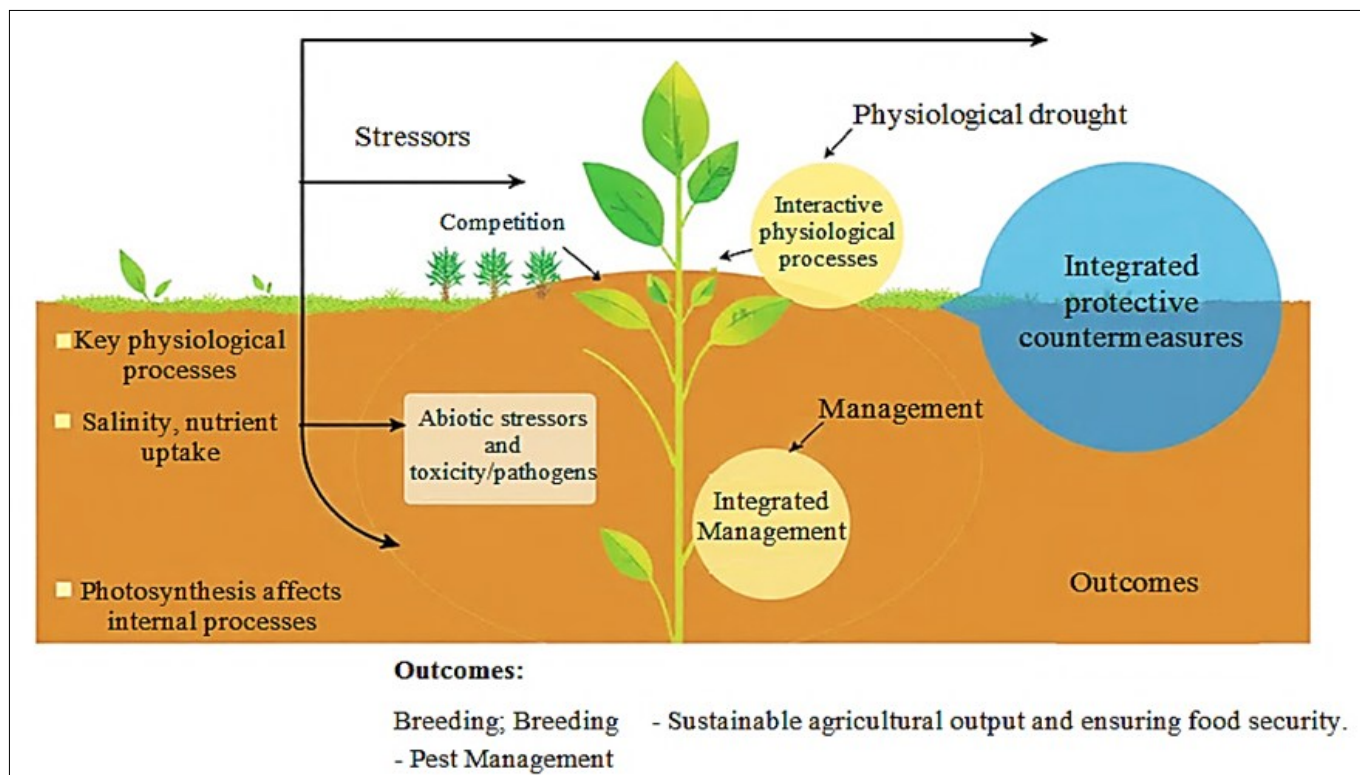 Physiological drought
Stressors
Competition
Interactive
physiological
processes
Integrated
protective
countermeasures
Key physiological
processes
Salinity, nutrient
uptake
Abiotic stressors
and
toxicity/pathogens
Management
Integrated
Management
Photosynthesis affects
internal processes
Outcomes
Outcomes:
Breeding; Breeding - Sustainable agricultural output and ensuring food security.
- Pest Management